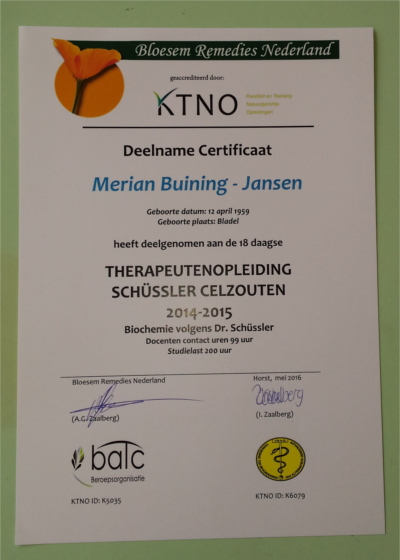 Bloesem Remedies Nederland
geaccrediteerd door:
KTNO
Deelname Certificaat
Merian Buining - Jansen
Geboorte datum: 12 april 1959
Geboorte plaats: Bladel
heeft deelgenomen aan de 18 daagse
THERAPEUTENOPLEIDING
SCHÜSSLER CELZOUTEN
2014-2015
Biochemie volgens Dr. Schüssler
Docenten contact uren 99 uur
Studielast 200 uur
Bloesem Remedies Nederland
Horst, mei 2016
(A.G. Zaalberg)
(I. Zaalberg)
batc
Beroepsorganisatie
KTNO ID: K5035
KTNO ID: K6079